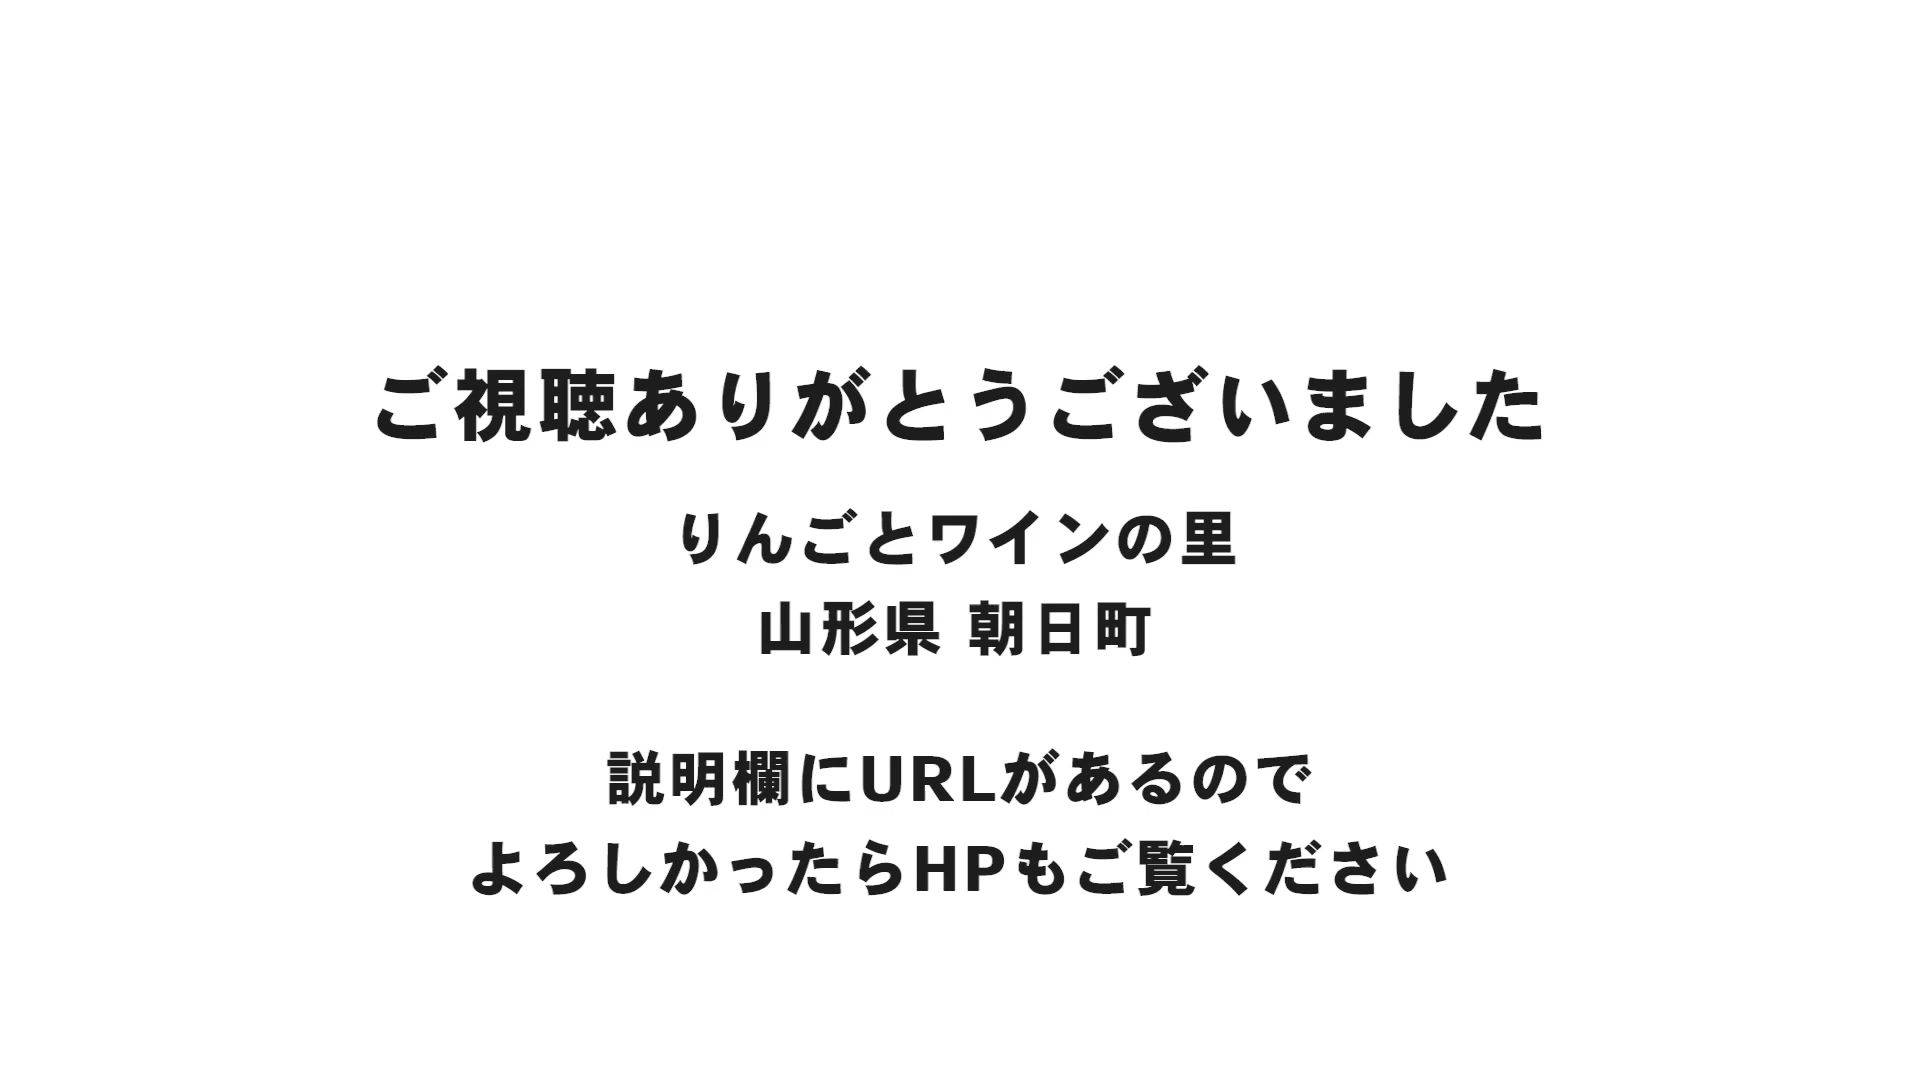 ご視聴ありがとうございました
りんごとワインの里
山形県 朝日町
説明欄にURLがあるので
よろしかったらHPもご覧ください